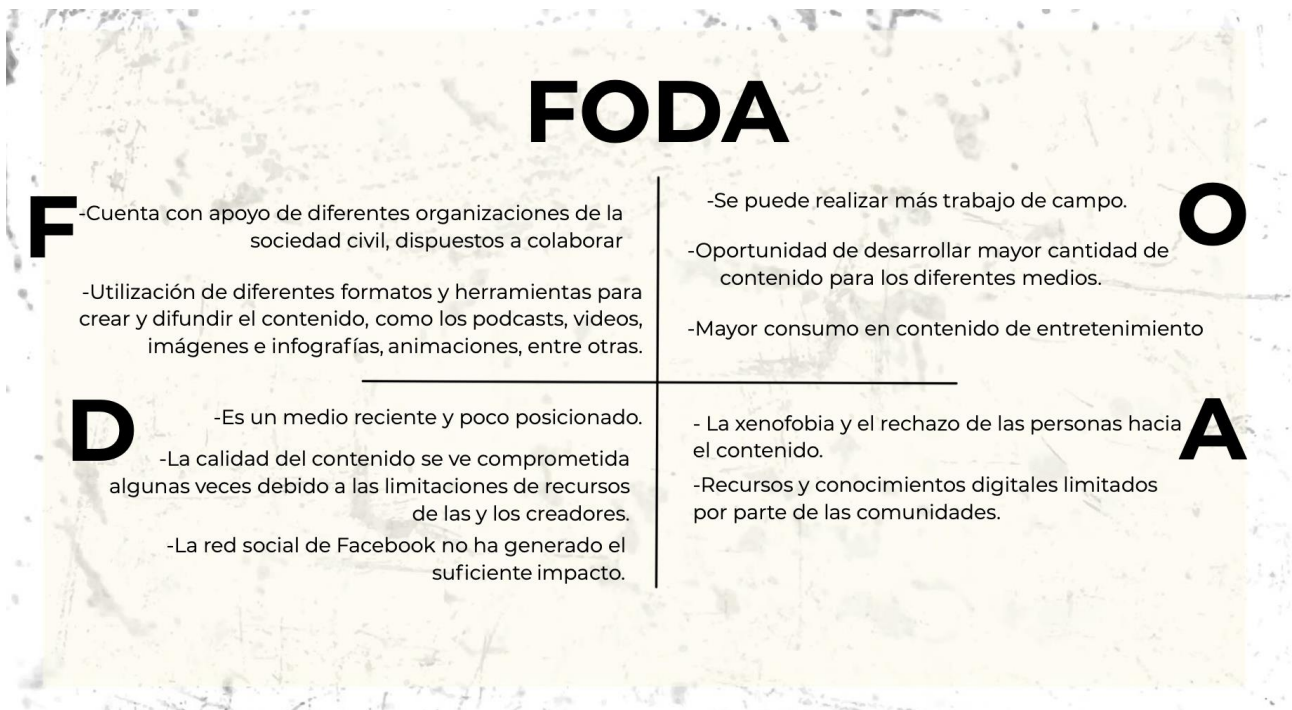 FODA
F
-Cuenta con apoyo de diferentes organizaciones de la
sociedad civil, dispuestos a colaborar
-Utilización de diferentes formatos y herramientas para
crear y difundir el contenido, como los podcasts, videos,
imágenes e infografías, animaciones, entre otras.
O
-Se puede realizar más trabajo de campo.
-Oportunidad de desarrollar mayor cantidad de
contenido para los diferentes medios.
-Mayor consumo en contenido de entretenimiento
D
-Es un medio reciente y poco posicionado.
-La calidad del contenido se ve comprometida
algunas veces debido a las limitaciones de recursos
de las y los creadores.
-La red social de Facebook no ha generado el
suficiente impacto.
A
- La xenofobia y el rechazo de las personas hacia
el contenido.
-Recursos y conocimientos digitales limitados
por parte de las comunidades.